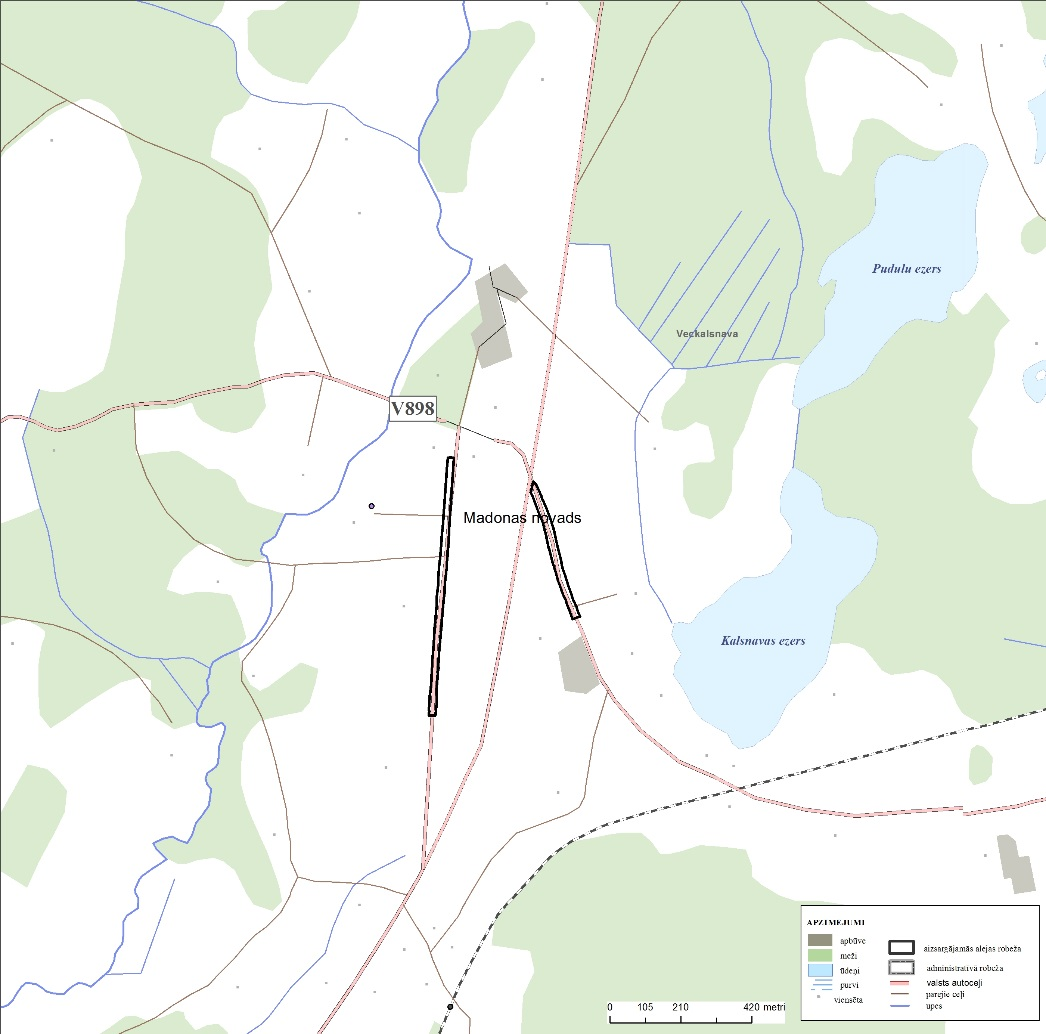 Pudulu ezers
Veckalsnava
V898
Madonas novads
Kalsnavas ezers
APZĪMĒJUMI
apbūve
meži
ūdeņi
purvi
viensēta
aizsargājamās alejas robeža
administratīvā robeža
valsts autoceļi
pārējie ceļi
upes
0 105 210 420 metri